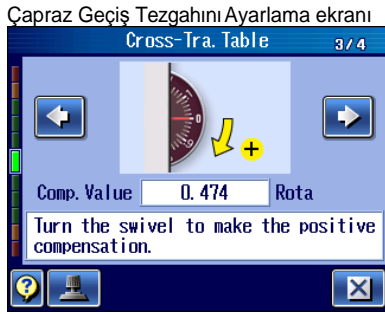 Çapraz Geçiş Tezgahını Ayarlama ekranı
Cross-Tra. Table 3/4
0
+
Comp. Value 0.474 Rota
Turn the swivel to make the positive
compensation.
?